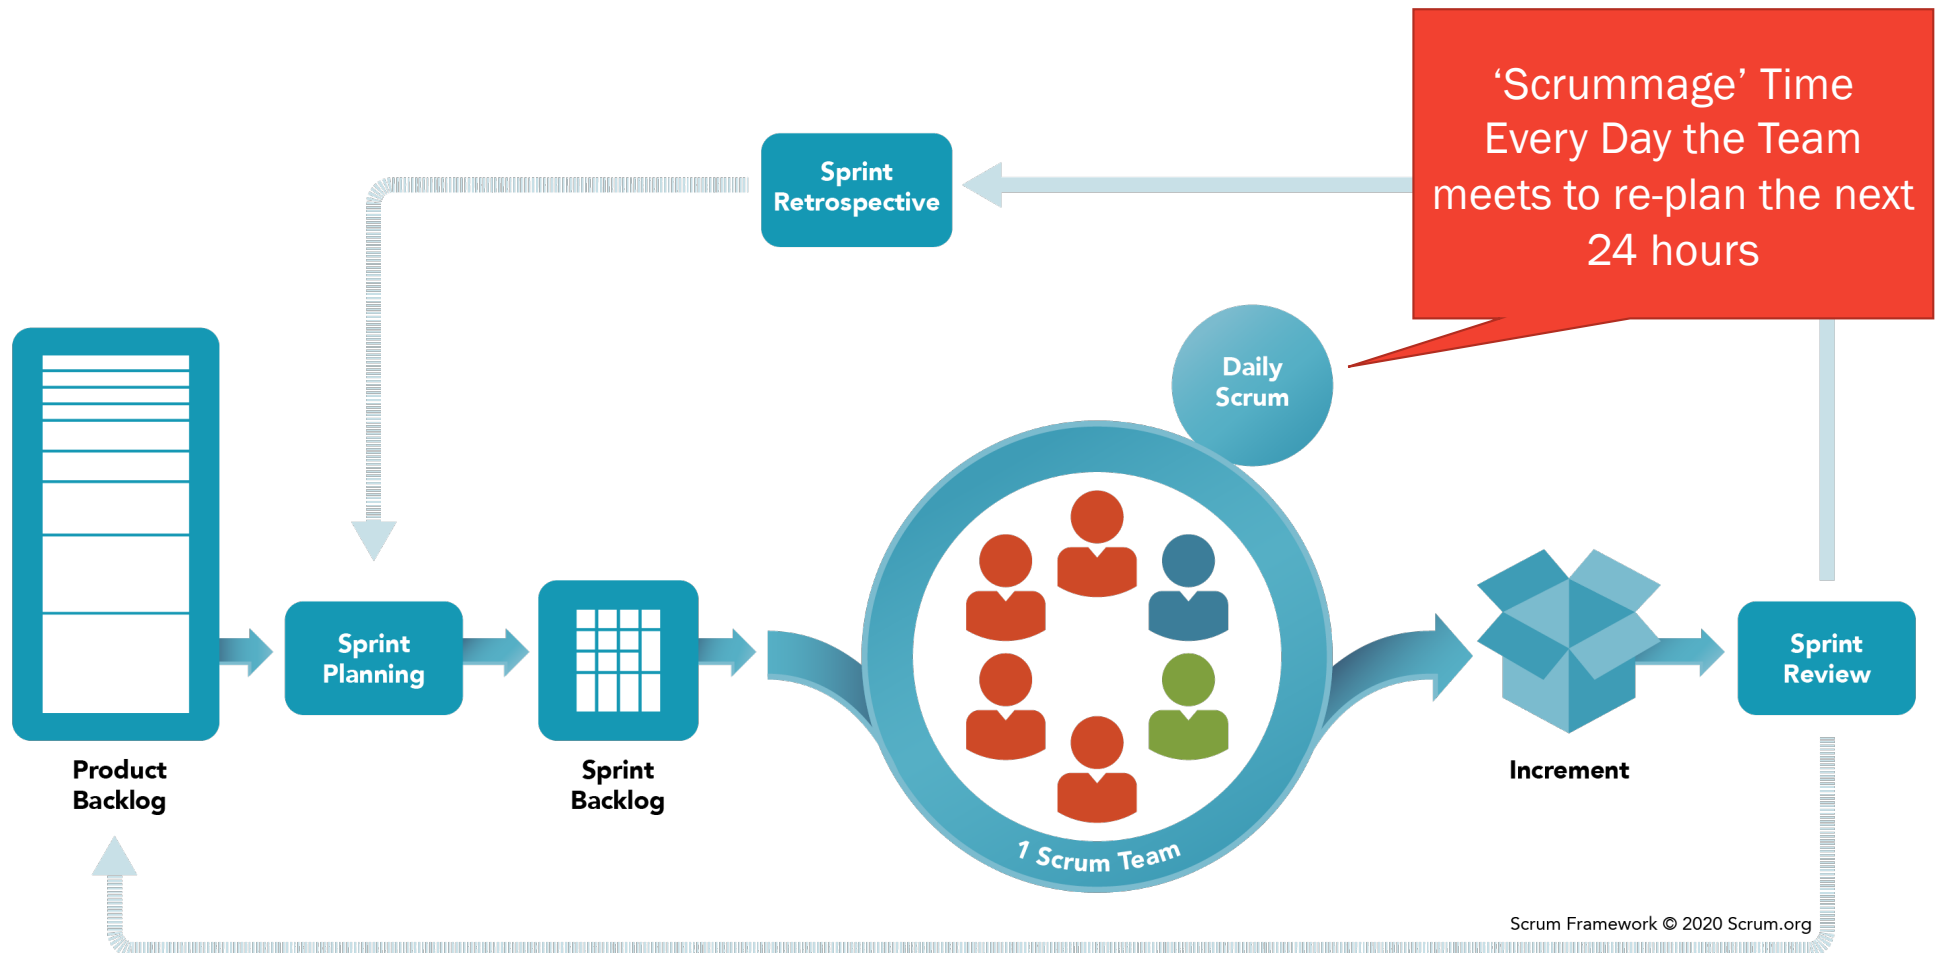 ‘Scrummage’ Time
Every Day the Team
meets to re-plan the next
24 hours
Sprint
Retrospective
Daily
Scrum
Sprint
Planning
Sprint
Review
Product
Backlog
Sprint
Backlog
Increment
1 Scrum Team
Scrum Framework © 2020 Scrum.org